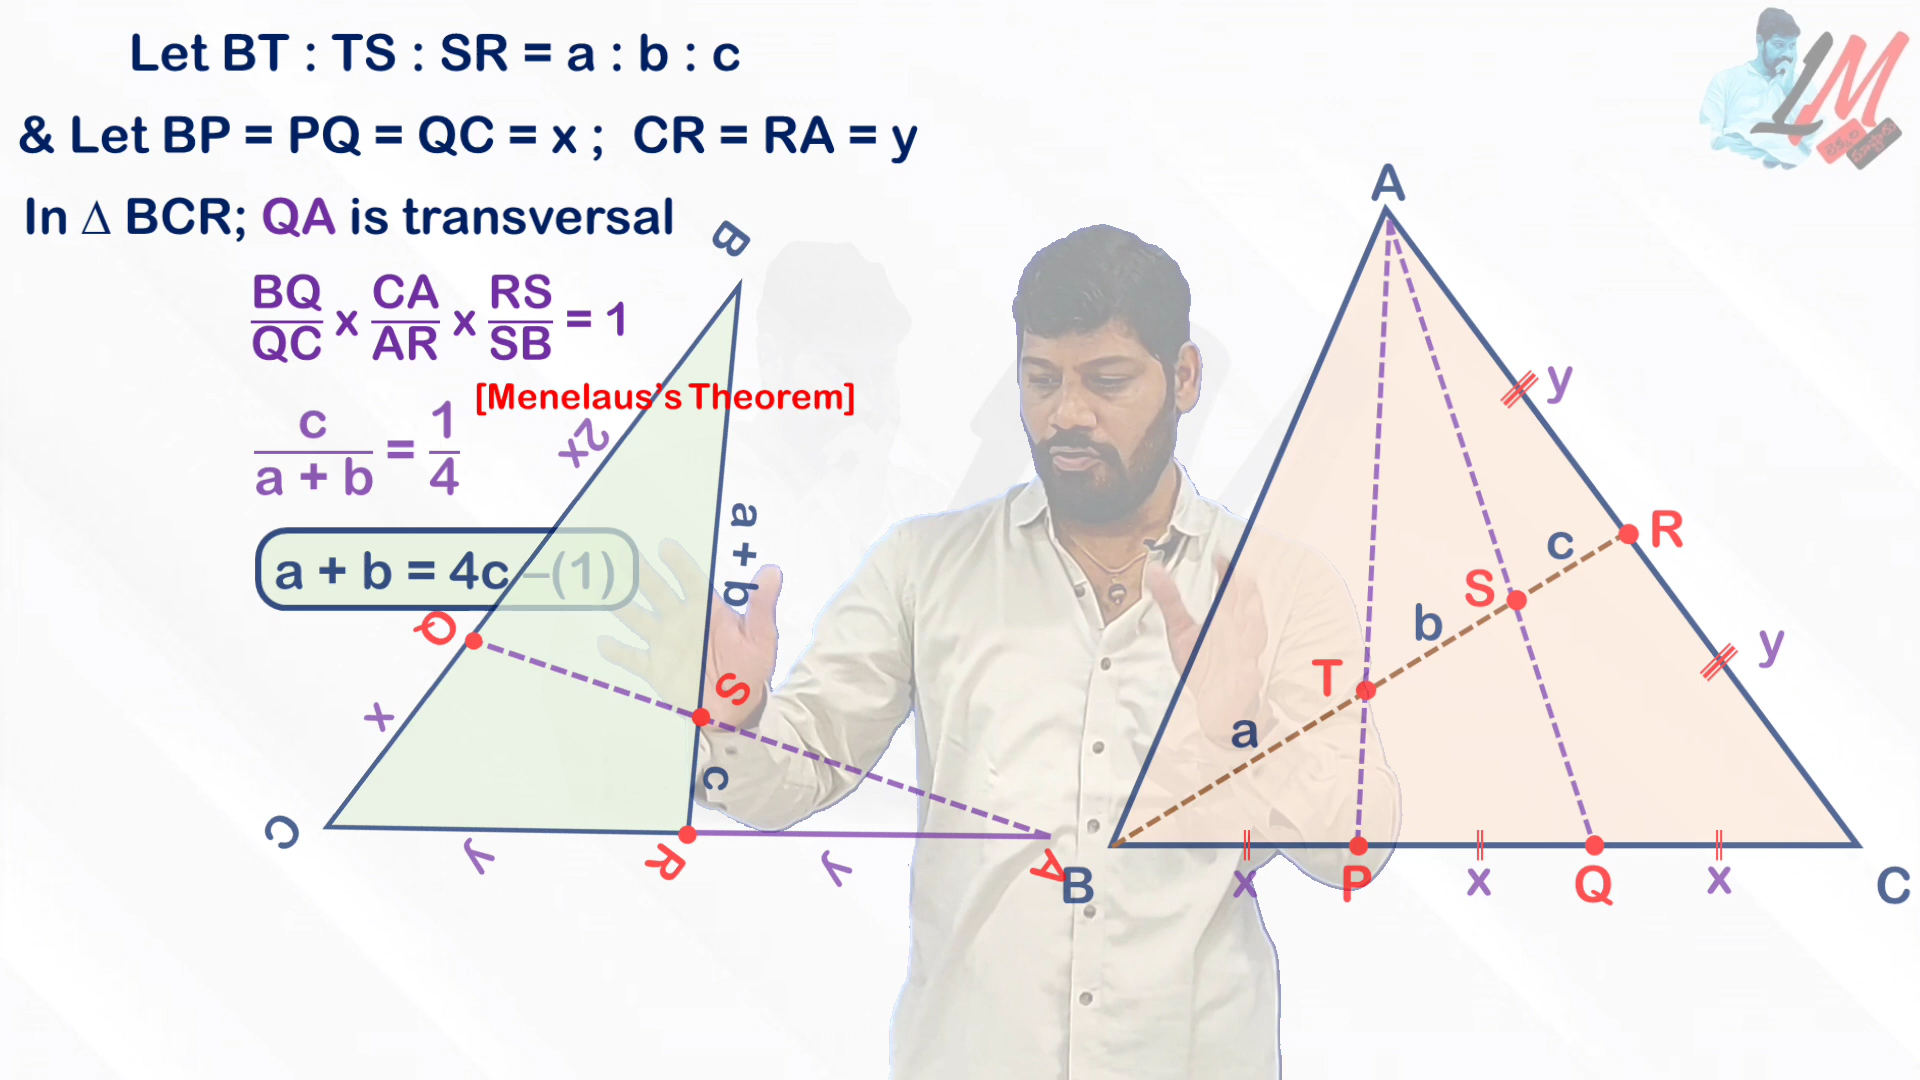 Let BT : TS : SR = a : b : c
& Let BP = PQ = QC = x ; CR = RA = y
In ∆ BCR; QA is transversal
BQ/QC x CA/AR x RS/SB = 1
[Menelaus's Theorem]
c/(a + b) = 1/4
a + b = 4c –(1)
B
2x
a + b
Q
S
x
c
C
y
R
y
A
LM
A
y
R
c
S
b
y
T
a
B
x
P
x
Q
x
C